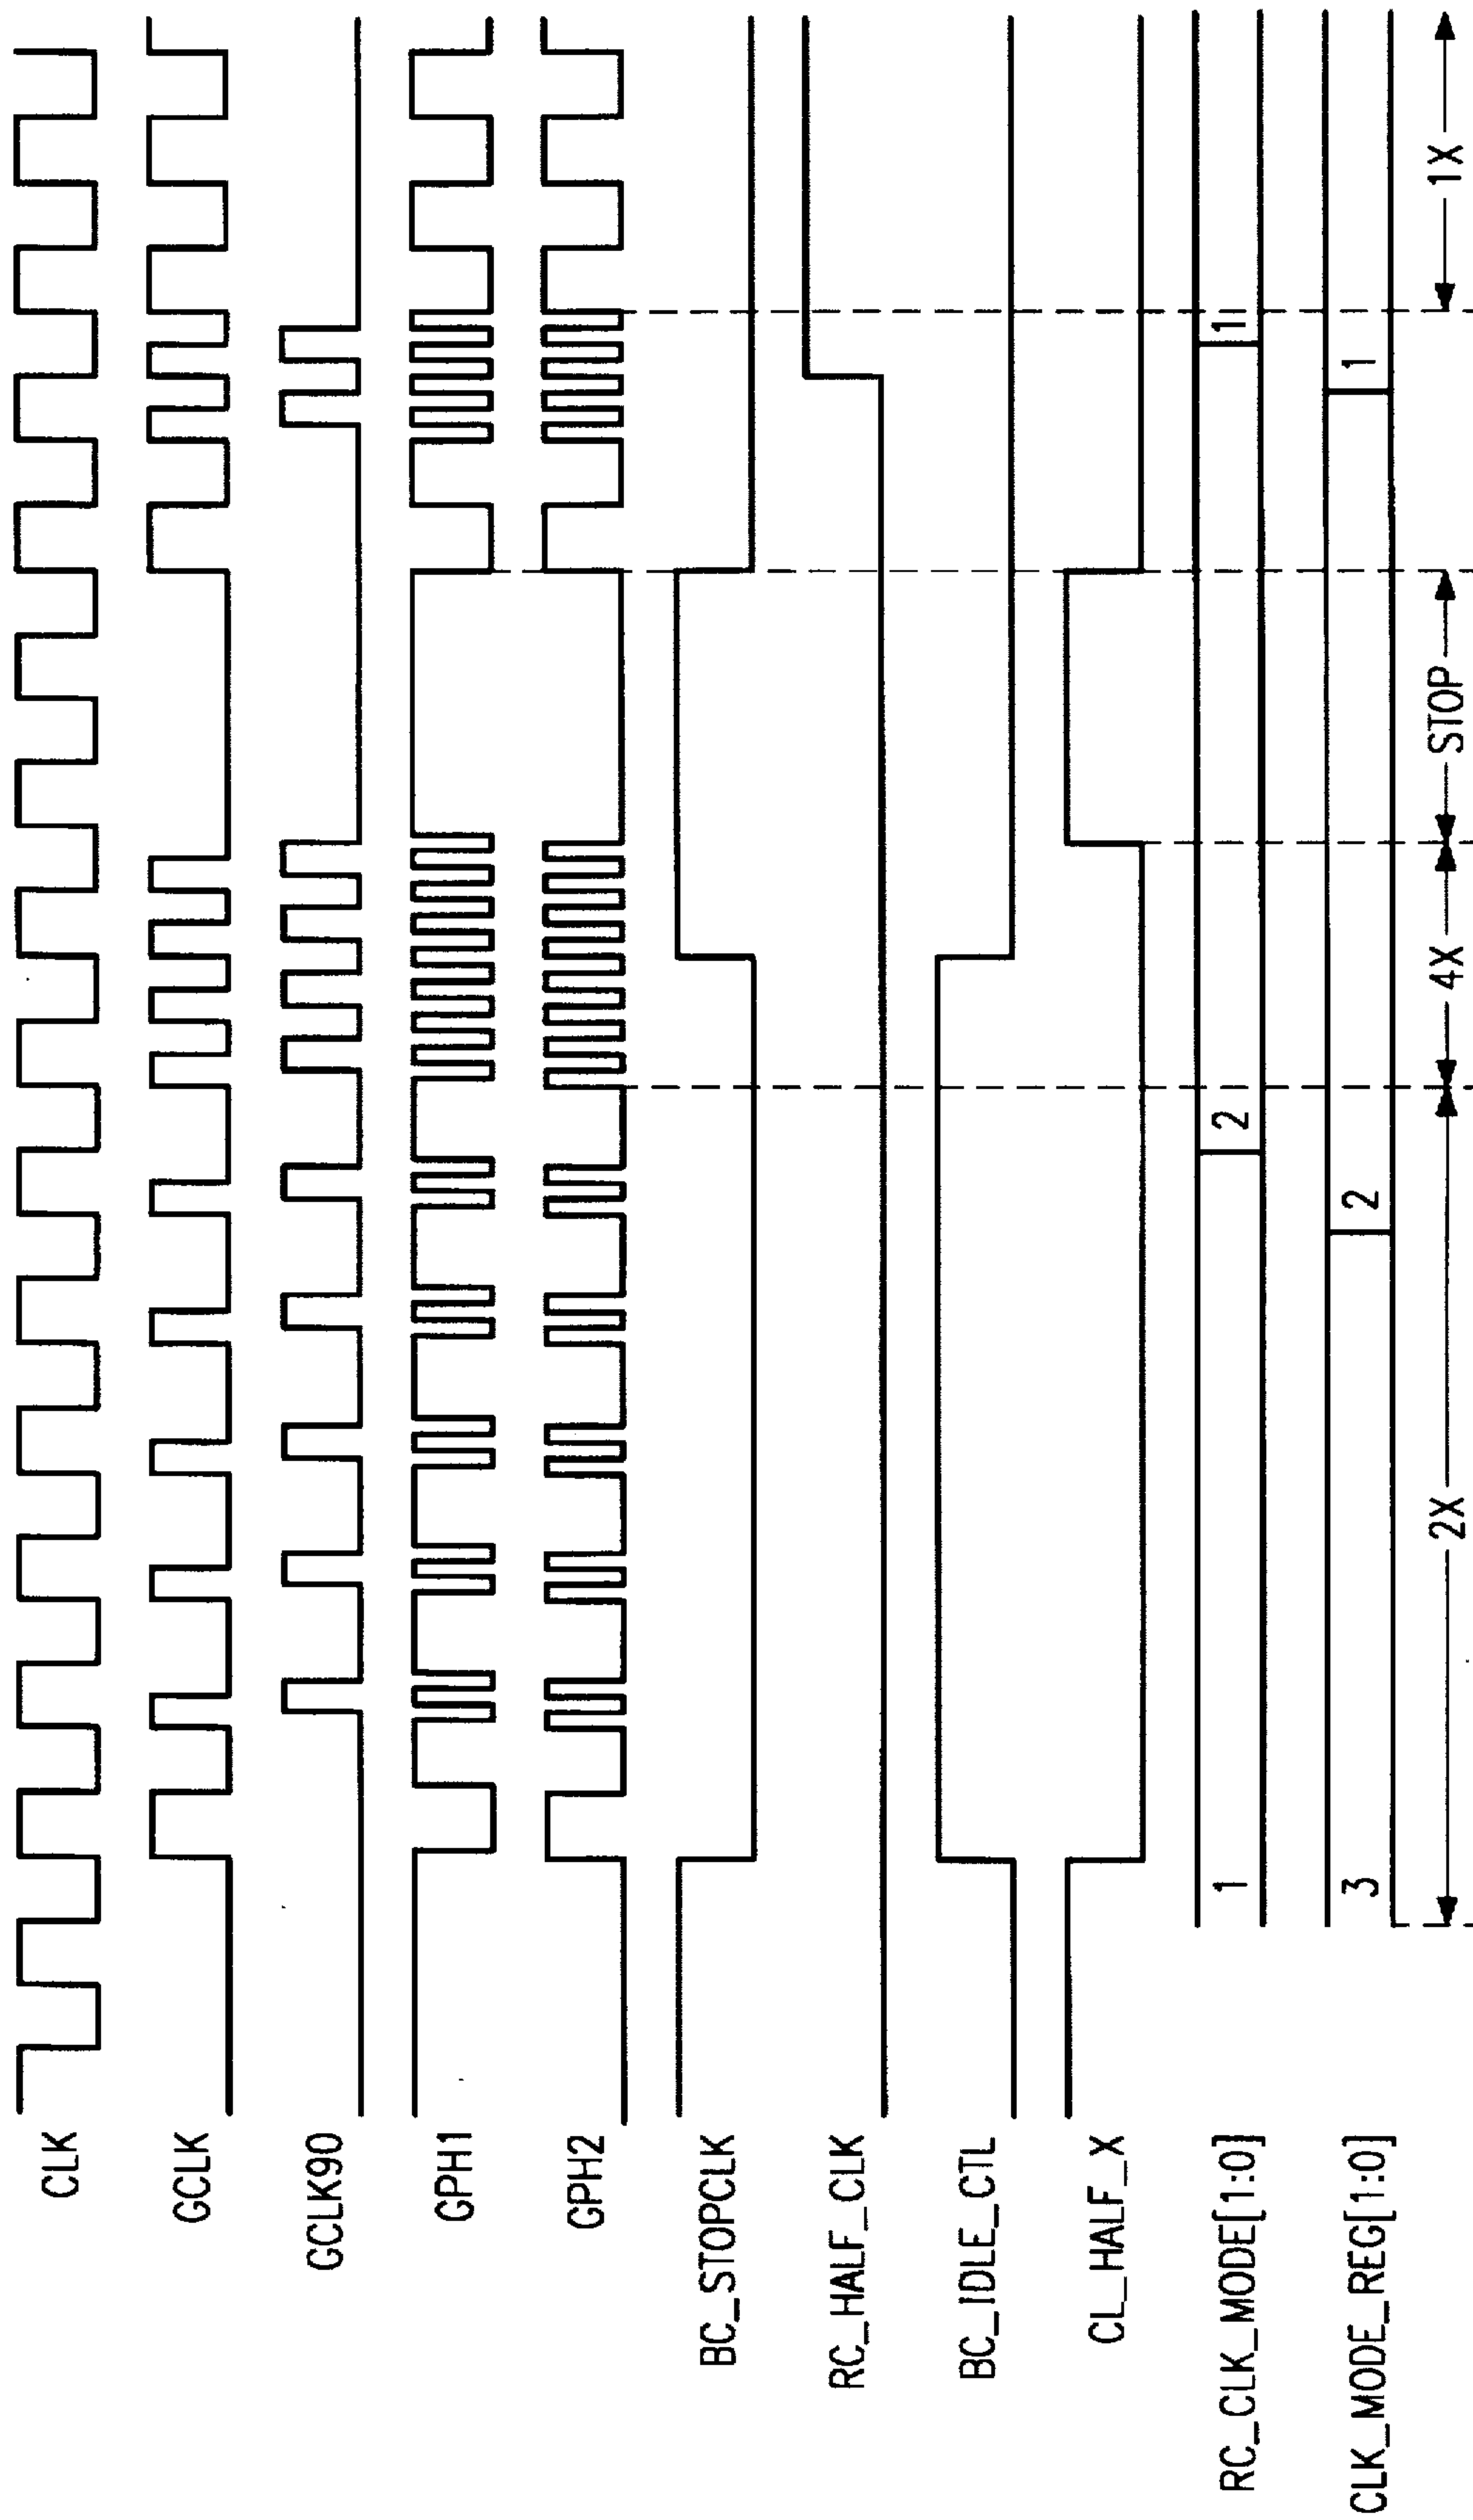 CLK
GCLK
GCLK90
GPH1
GPH2
BC_STOPCLK
RC_HALF_CLK
BC_IDLE_CTL
CL_HALF_X
RC_CLK_MODE[1:0] 1 2 1
CLK_MODE_REG[1:0] 3 2 1
2X 4X STOP 1X